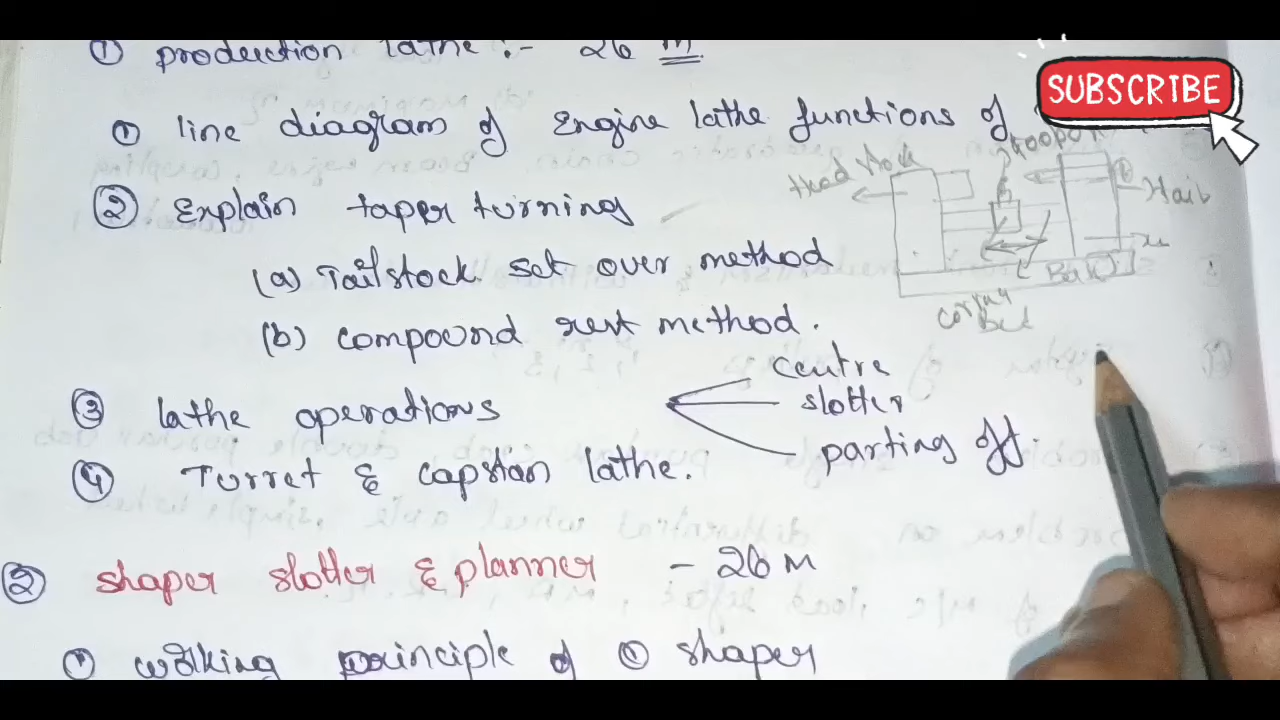 ① production lathe :- 26 m
SUBSCRIBE
① line diagram of Engine lathe functions of
Head stock
② Explain taper turning
Tail
(a) Tailstock set over method
Bed
(b) compound rest method.
centre
③ lathe operations slotter
parting off.
④ Turret & capstan lathe.
② shaper slotter & planner - 26 M
① working principle of ① shaper